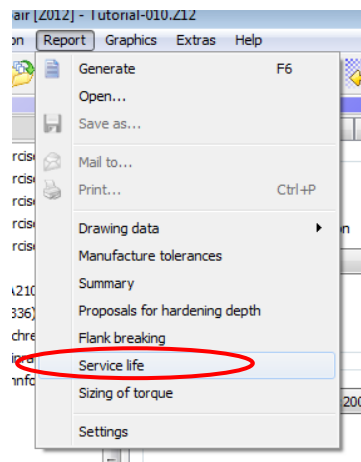 air [Z012] - Tutorial-010.Z12
on Report Graphics Extras Help
Generate F6
Open...
Save as...
Mail to...
Print... Ctrl+P
Drawing data
Manufacture tolerances
Summary
Proposals for hardening depth
Flank breaking
Service life
Sizing of torque
Settings